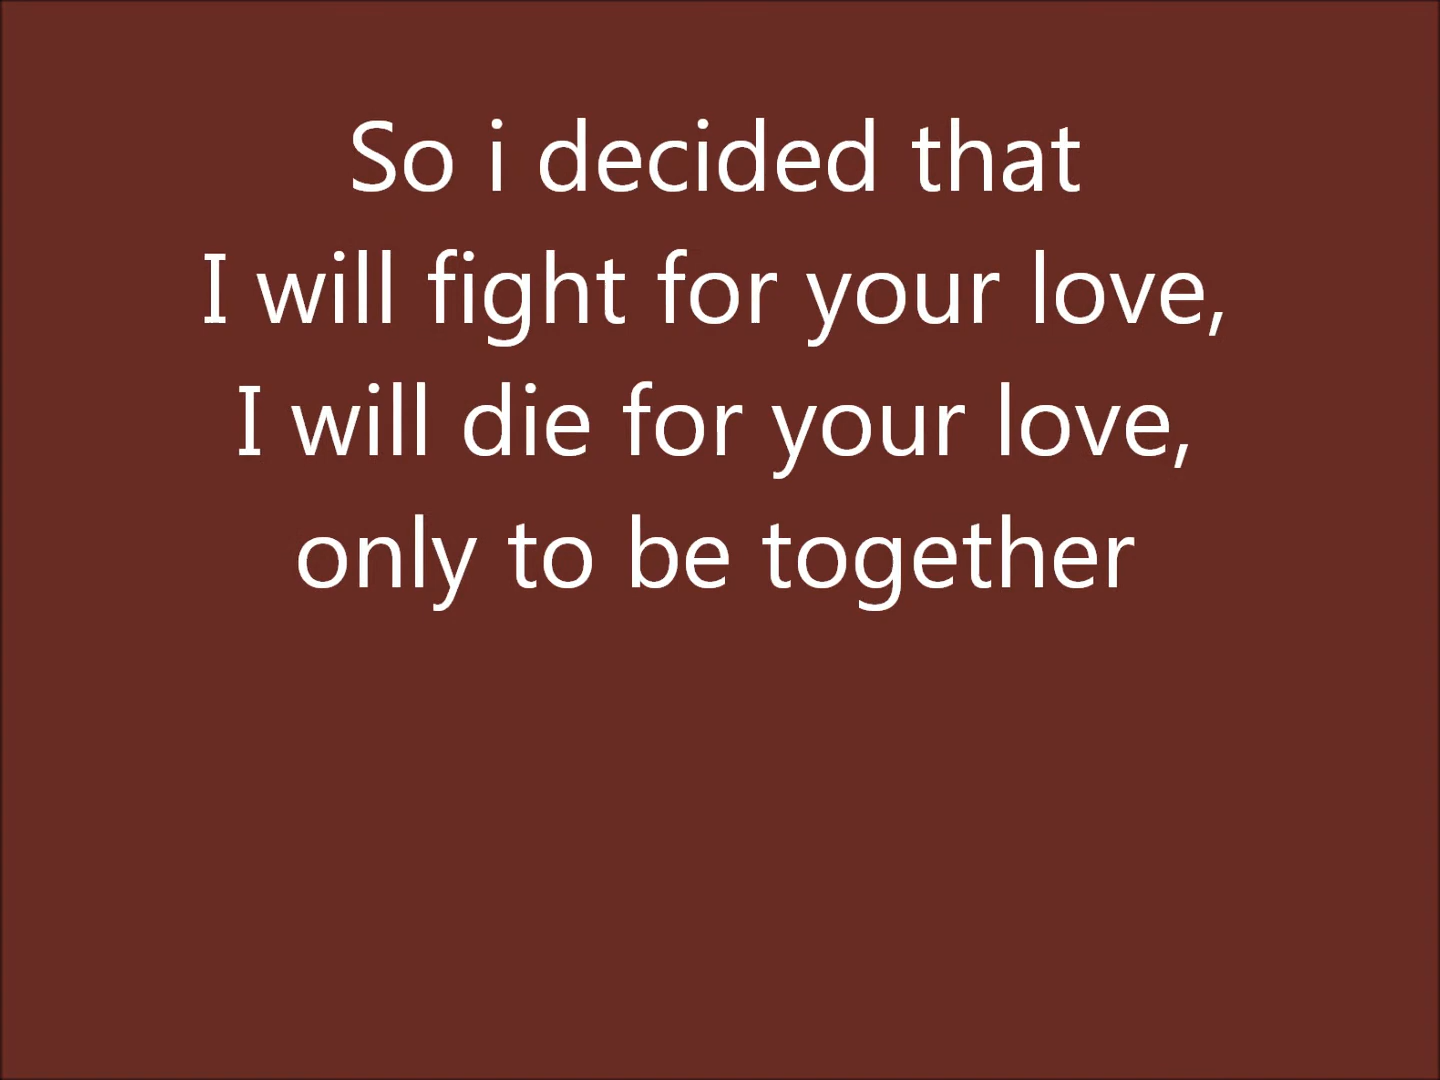 So i decided that
I will fight for your love,
I will die for your love,
only to be together